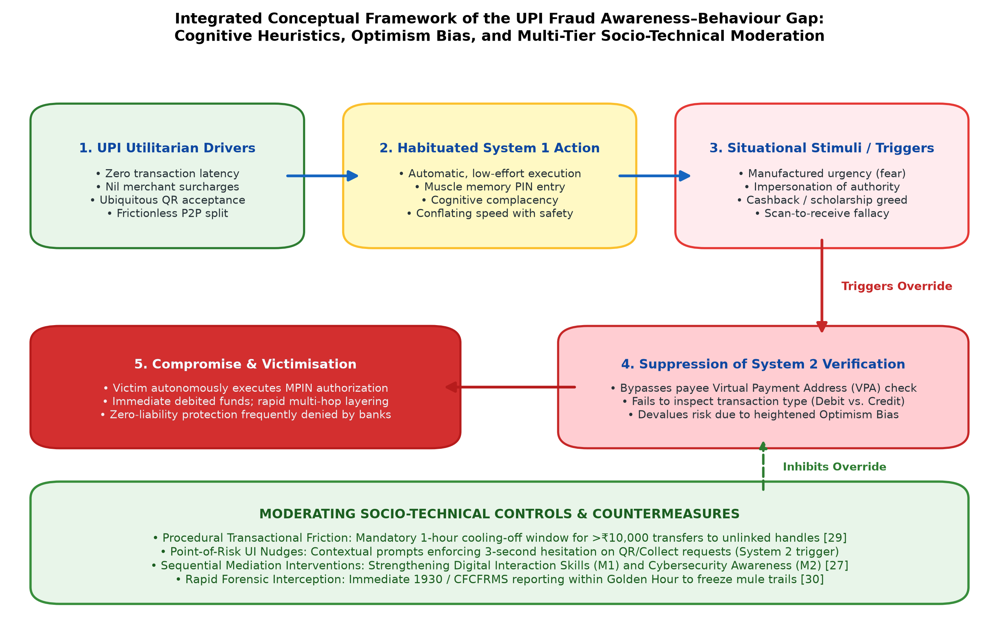 Integrated Conceptual Framework of the UPI Fraud Awareness–Behaviour Gap:
Cognitive Heuristics, Optimism Bias, and Multi-Tier Socio-Technical Moderation
1. UPI Utilitarian Drivers
• Zero transaction latency
• Nil merchant surcharges
• Ubiquitous QR acceptance
• Frictionless P2P split
2. Habituated System 1 Action
• Automatic, low-effort execution
• Muscle memory PIN entry
• Cognitive complacency
• Conflating speed with safety
3. Situational Stimuli / Triggers
• Manufactured urgency (fear)
• Impersonation of authority
• Cashback / scholarship greed
• Scan-to-receive fallacy
Triggers Override
4. Suppression of System 2 Verification
• Bypasses payee Virtual Payment Address (VPA) check
• Fails to inspect transaction type (Debit vs. Credit)
• Devalues risk due to heightened Optimism Bias
5. Compromise & Victimisation
• Victim autonomously executes MPIN authorization
• Immediate debited funds; rapid multi-hop layering
• Zero-liability protection frequently denied by banks
Inhibits Override
MODERATING SOCIO-TECHNICAL CONTROLS & COUNTERMEASURES
• Procedural Transactional Friction: Mandatory 1-hour cooling-off window for >₹10,000 transfers to unlinked handles [29]
• Point-of-Risk UI Nudges: Contextual prompts enforcing 3-second hesitation on QR/Collect requests (System 2 trigger)
• Sequential Mediation Interventions: Strengthening Digital Interaction Skills (M1) and Cybersecurity Awareness (M2) [27]
• Rapid Forensic Interception: Immediate 1930 / CFCFRMS reporting within Golden Hour to freeze mule trails [30]